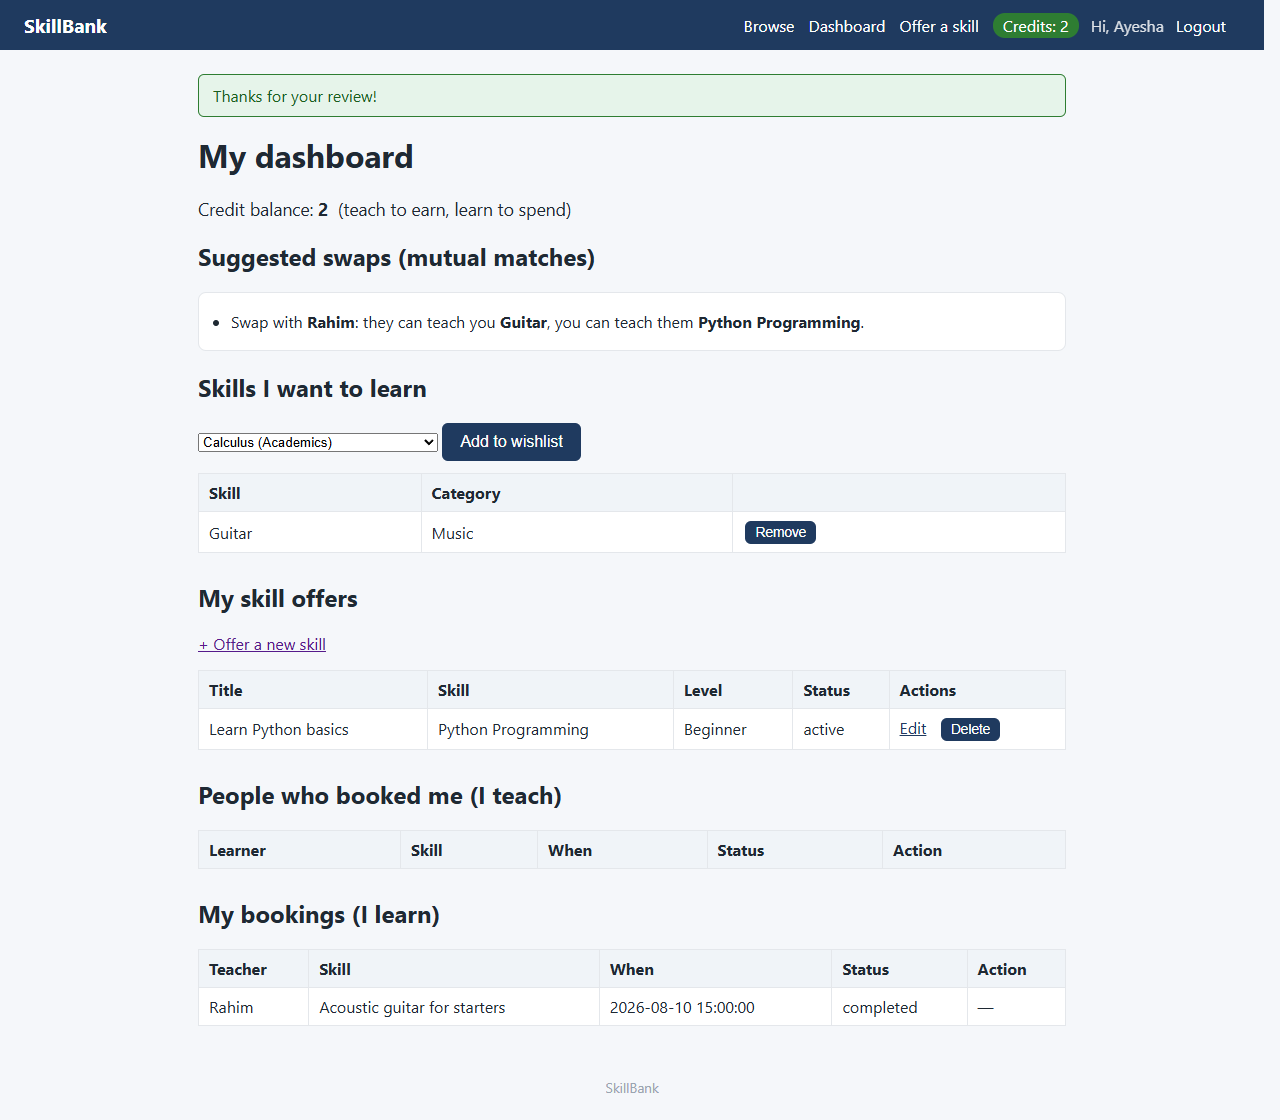 SkillBank Browse Dashboard Offer a skill Credits: 2 Hi, Ayesha Logout
Thanks for your review!
My dashboard
Credit balance: 2 (teach to earn, learn to spend)
Suggested swaps (mutual matches)
• Swap with Rahim: they can teach you Guitar, you can teach them Python Programming.
Skills I want to learn
Calculus (Academics) Add to wishlist
Skill Category
Guitar Music Remove
My skill offers
+ Offer a new skill
Title Skill Level Status Actions
Learn Python basics Python Programming Beginner active Edit Delete
People who booked me (I teach)
Learner Skill When Status Action
My bookings (I learn)
Teacher Skill When Status Action
Rahim Acoustic guitar for starters 2026-08-10 15:00:00 completed —
SkillBank